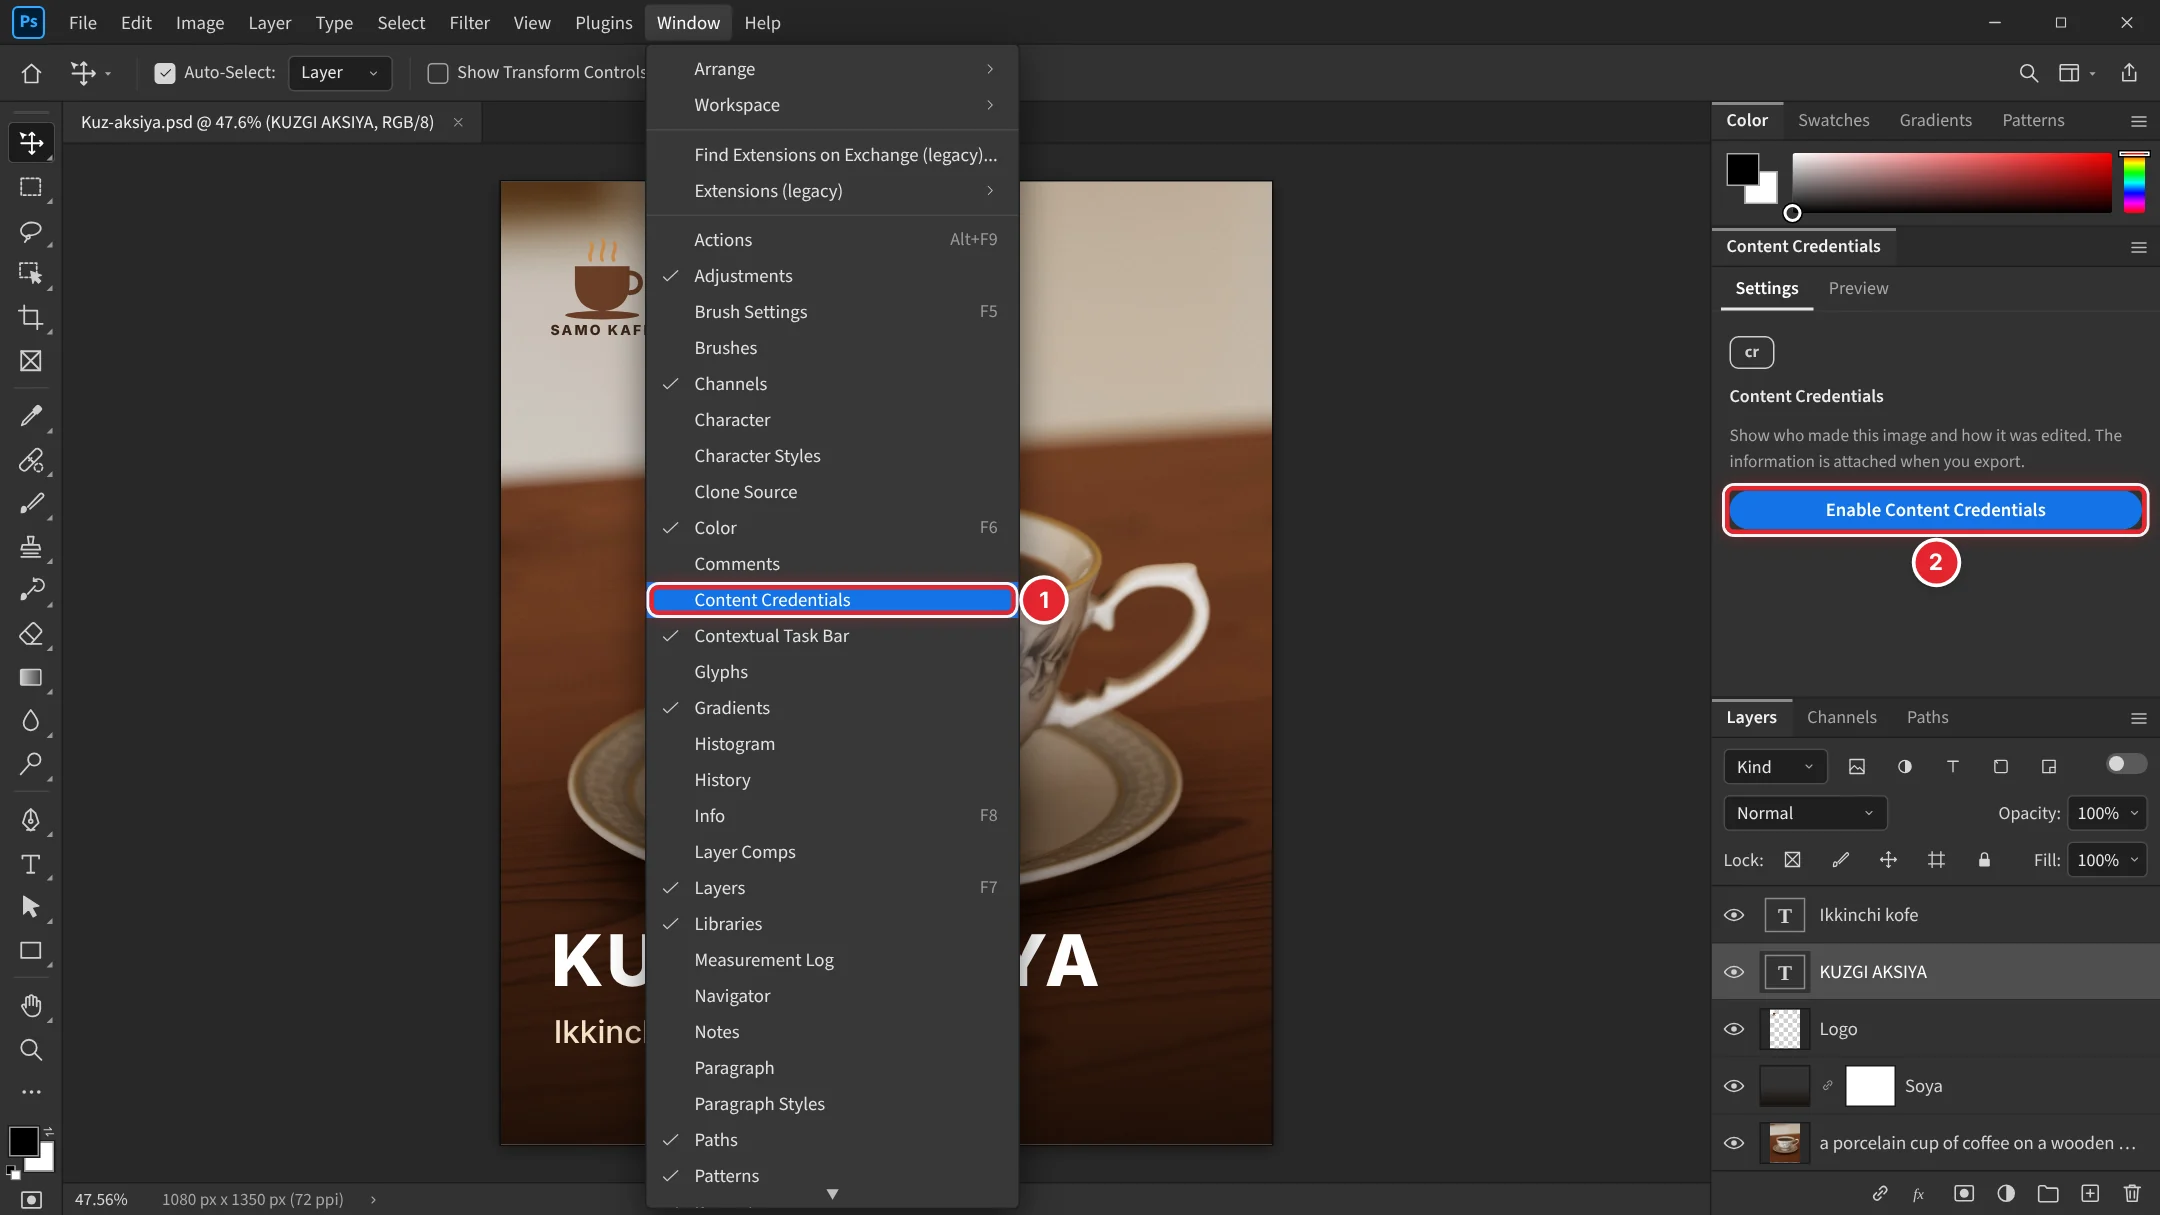 Ps File Edit Image Layer Type Select Filter View Plugins Window Help
Auto-Select: Layer Show Transform Controls
Kuz-aksiya.psd @ 47.6% (KUZGI AKSIYA, RGB/8)
SAMO KAF
KU YA
Ikkinc
Arrange
Workspace
Find Extensions on Exchange (legacy)...
Extensions (legacy)
Actions Alt+F9
Adjustments
Brush Settings F5
Brushes
Channels
Character
Character Styles
Clone Source
Color F6
Comments
Content Credentials
1
Contextual Task Bar
Glyphs
Gradients
Histogram
History
Info F8
Layer Comps
Layers F7
Libraries
Measurement Log
Navigator
Notes
Paragraph
Paragraph Styles
Paths
Patterns
Color Swatches Gradients Patterns
Content Credentials
Settings Preview
cr
Content Credentials
Show who made this image and how it was edited. The
information is attached when you export.
Enable Content Credentials
2
Layers Channels Paths
Kind
Normal Opacity: 100%
Lock: Fill: 100%
T Ikkinchi kofe
T KUZGI AKSIYA
Logo
Soya
a porcelain cup of coffee on a wooden ...
fx
47.56% 1080 px x 1350 px (72 ppi)